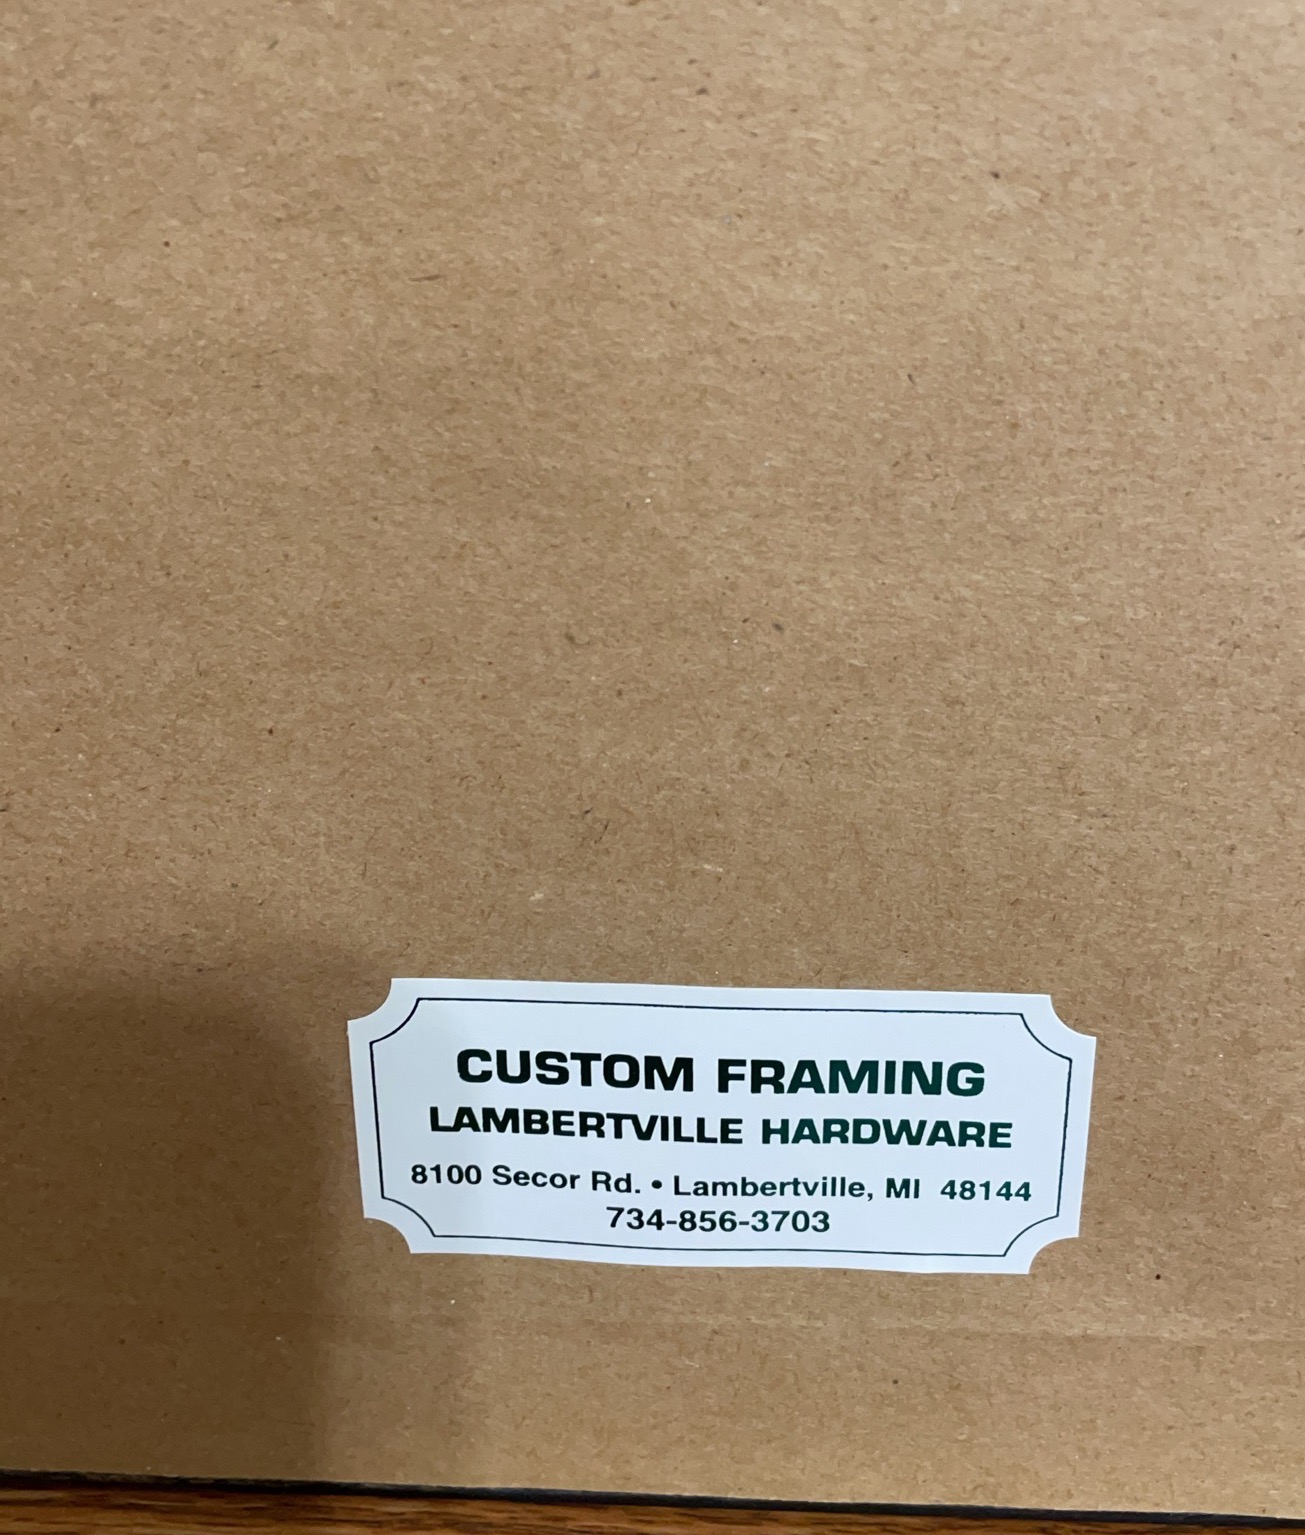 CUSTOM FRAMING
LAMBERTVILLE HARDWARE
8100 Secor Rd. • Lambertville, MI 48144
734-856-3703